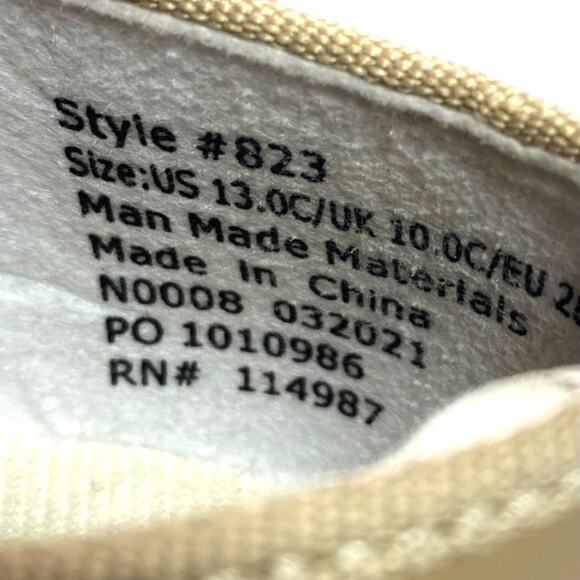 Style #823
Size:US 13.0C/UK 10.0C/EU
Man Made Materials
Made in China
N0008 032021
PO 1010986
RN# 114987